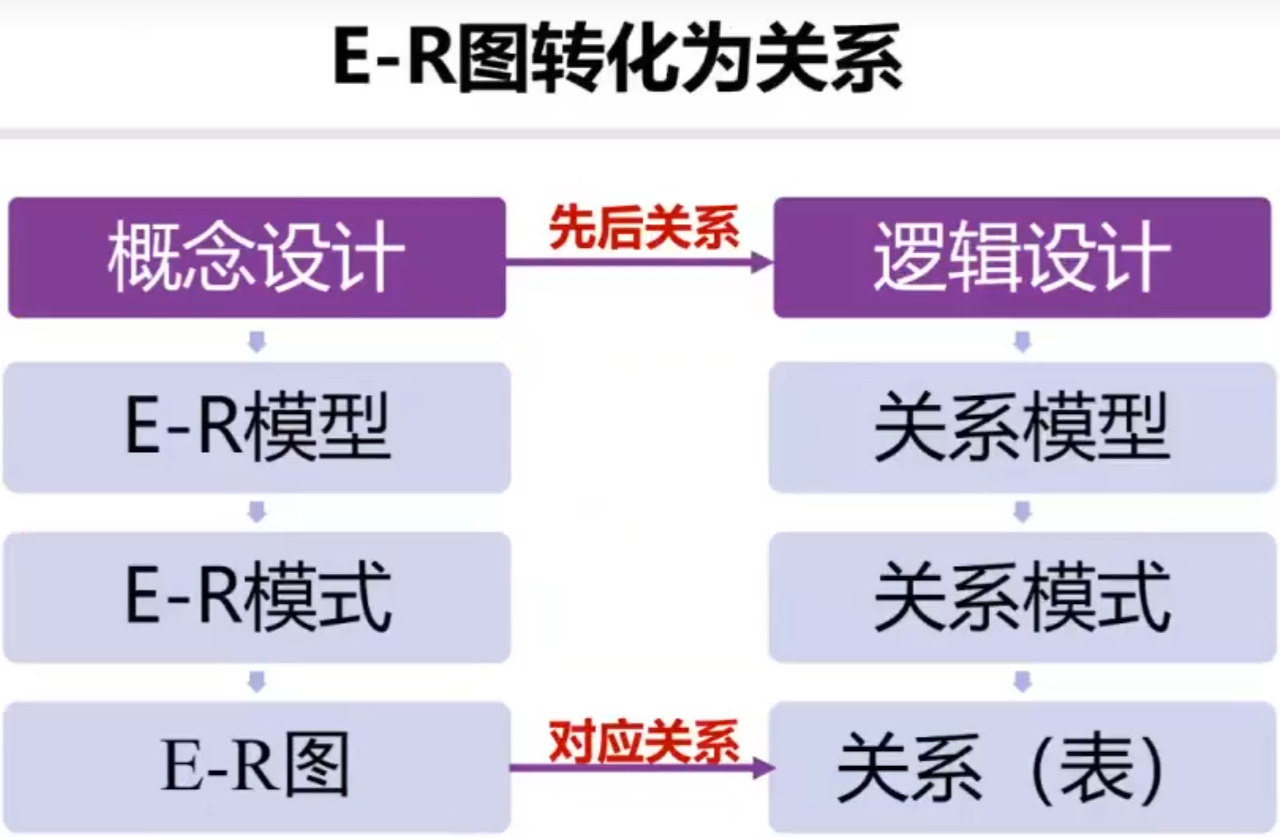 E-R图转化为关系
概念设计
先后关系
逻辑设计
E-R模型
关系模型
E-R模式
关系模式
E-R图
对应关系
关系（表）